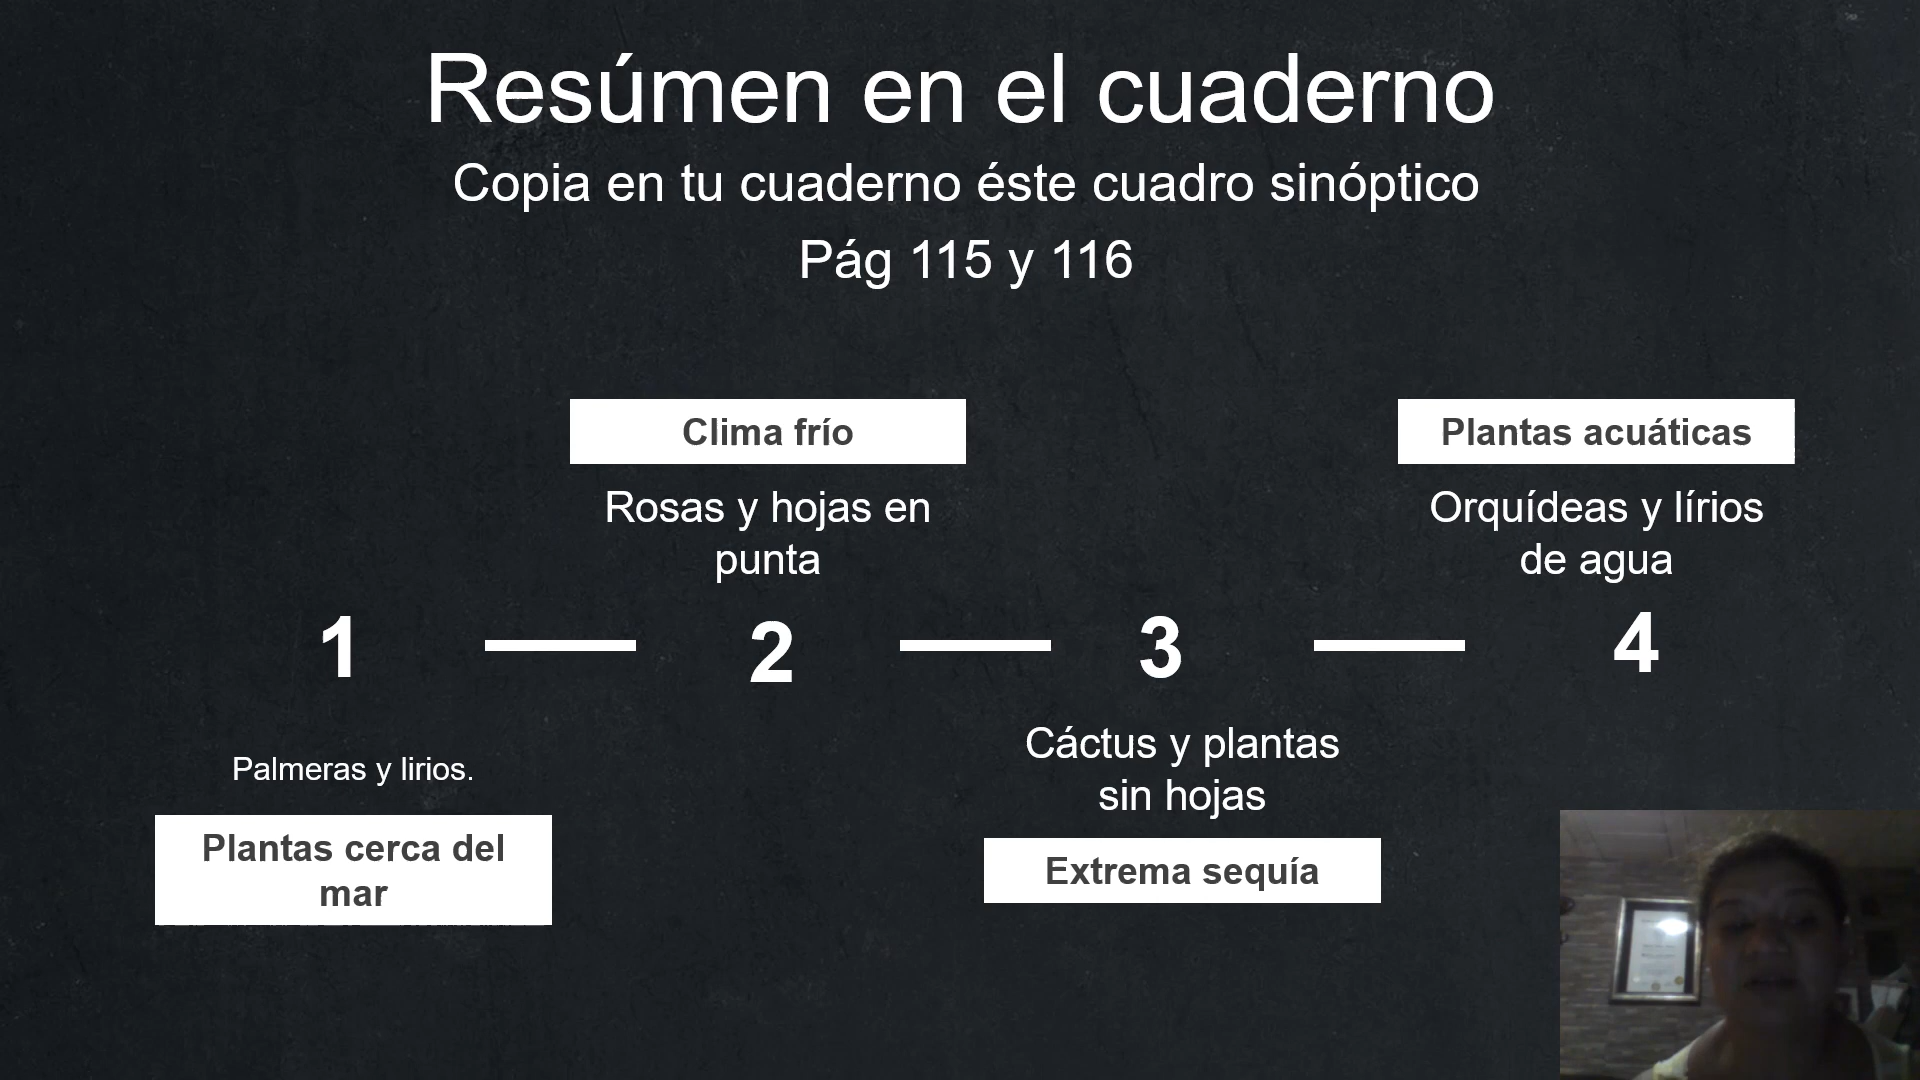 Resúmen en el cuaderno
Copia en tu cuaderno éste cuadro sinóptico
Pág 115 y 116
Clima frío
Rosas y hojas en
punta
Plantas acuáticas
Orquídeas y lírios
de agua
1
2
3
4
Palmeras y lirios.
Plantas cerca del
mar
Cáctus y plantas
sin hojas
Extrema sequía